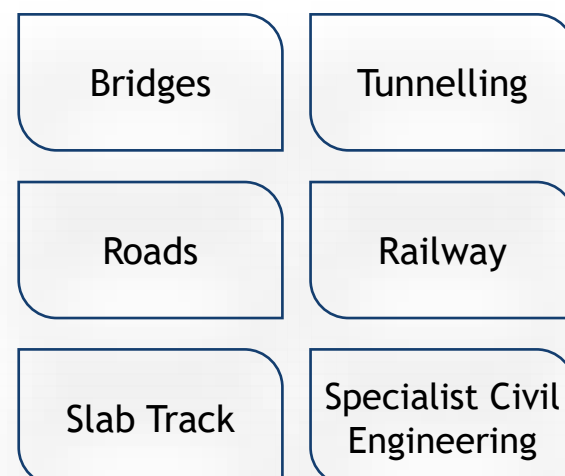 Bridges
Tunnelling
Roads
Railway
Slab Track
Specialist Civil
Engineering